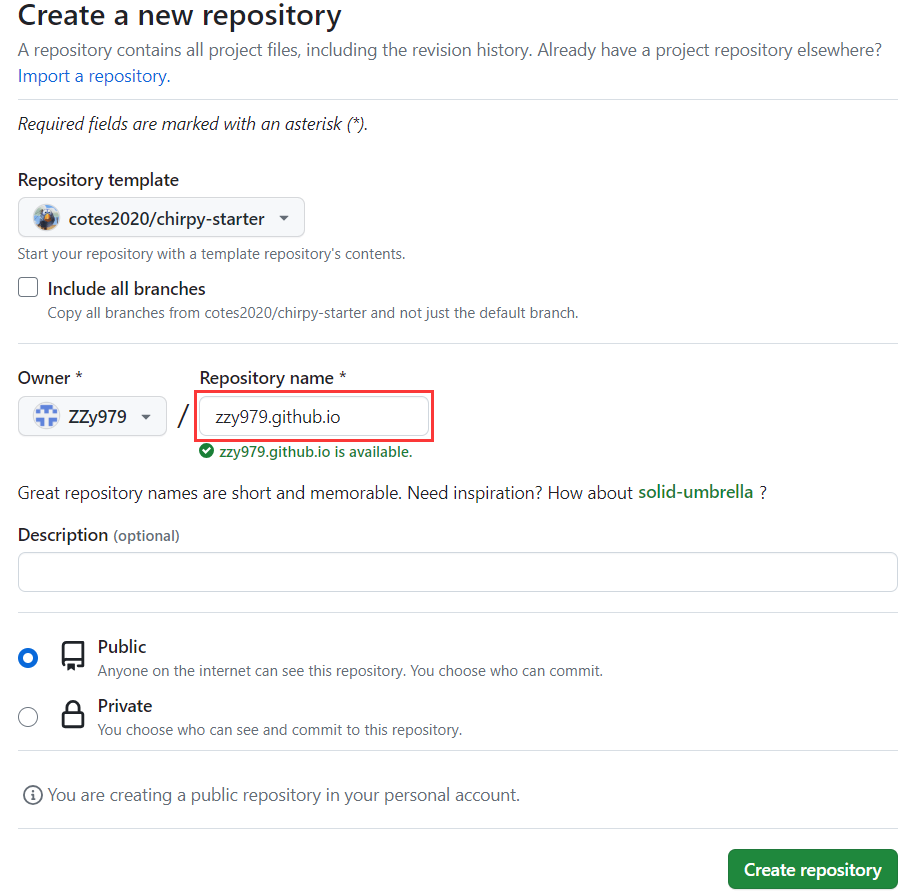 Create a new repository
A repository contains all project files, including the revision history. Already have a project repository elsewhere?
Import a repository.
Required fields are marked with an asterisk (*).
Repository template
cotes2020/chirpy-starter
Start your repository with a template repository's contents.
Include all branches
Copy all branches from cotes2020/chirpy-starter and not just the default branch.
Owner * Repository name *
ZZy979 / zzy979.github.io
zzy979.github.io is available.
Great repository names are short and memorable. Need inspiration? How about solid-umbrella ?
Description (optional)
Public
Anyone on the internet can see this repository. You choose who can commit.
Private
You choose who can see and commit to this repository.
You are creating a public repository in your personal account.
Create repository